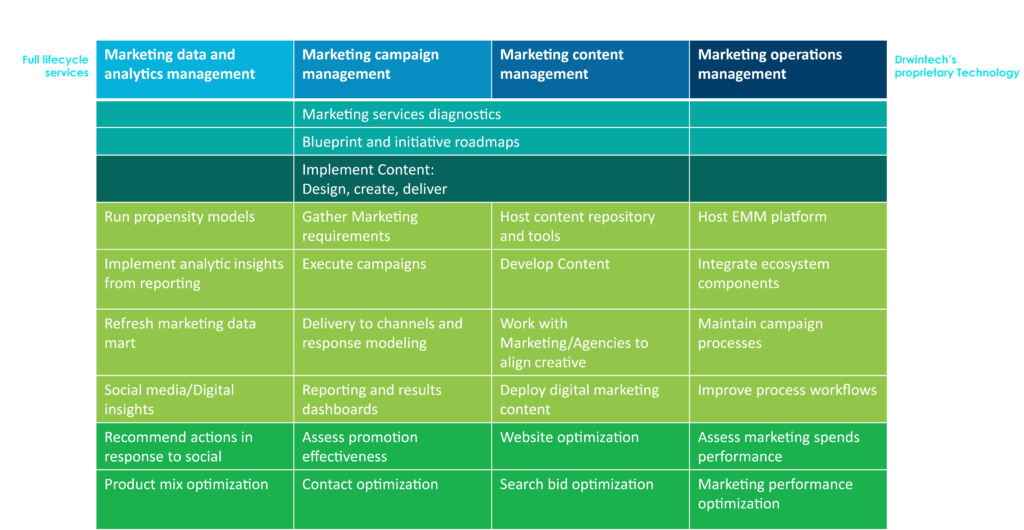 Full lifecycle
services
Marketing data and
analytics management
Marketing campaign
management
Marketing content
management
Marketing operations
management
Drwintech's
proprietary Technology
Marketing services diagnostics
Blueprint and initiative roadmaps
Implement Content:
Design, create, deliver
Run propensity models
Gather Marketing
requirements
Host content repository
and tools
Host EMM platform
Implement analytic insights
from reporting
Execute campaigns
Develop Content
Integrate ecosystem
components
Refresh marketing data
mart
Delivery to channels and
response modeling
Work with
Marketing/Agencies to
align creative
Maintain campaign
processes
Social media/Digital
insights
Reporting and results
dashboards
Deploy digital marketing
content
Improve process workflows
Recommend actions in
response to social
Assess promotion
effectiveness
Website optimization
Assess marketing spends
performance
Product mix optimization
Contact optimization
Search bid optimization
Marketing performance
optimization